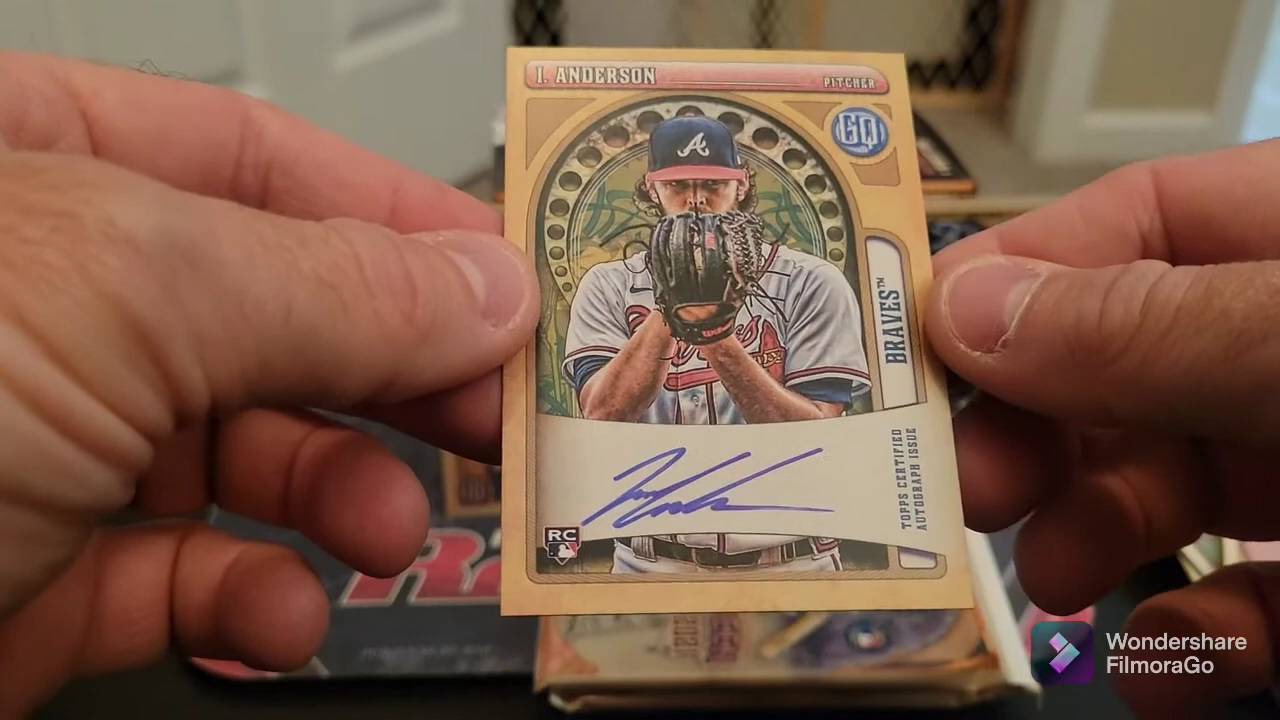 I. ANDERSON
PITCHER
GQ
A
BRAVES™
TOPPS CERTIFIED
AUTOGRAPH ISSUE
RC
Wondershare
FilmoraGo